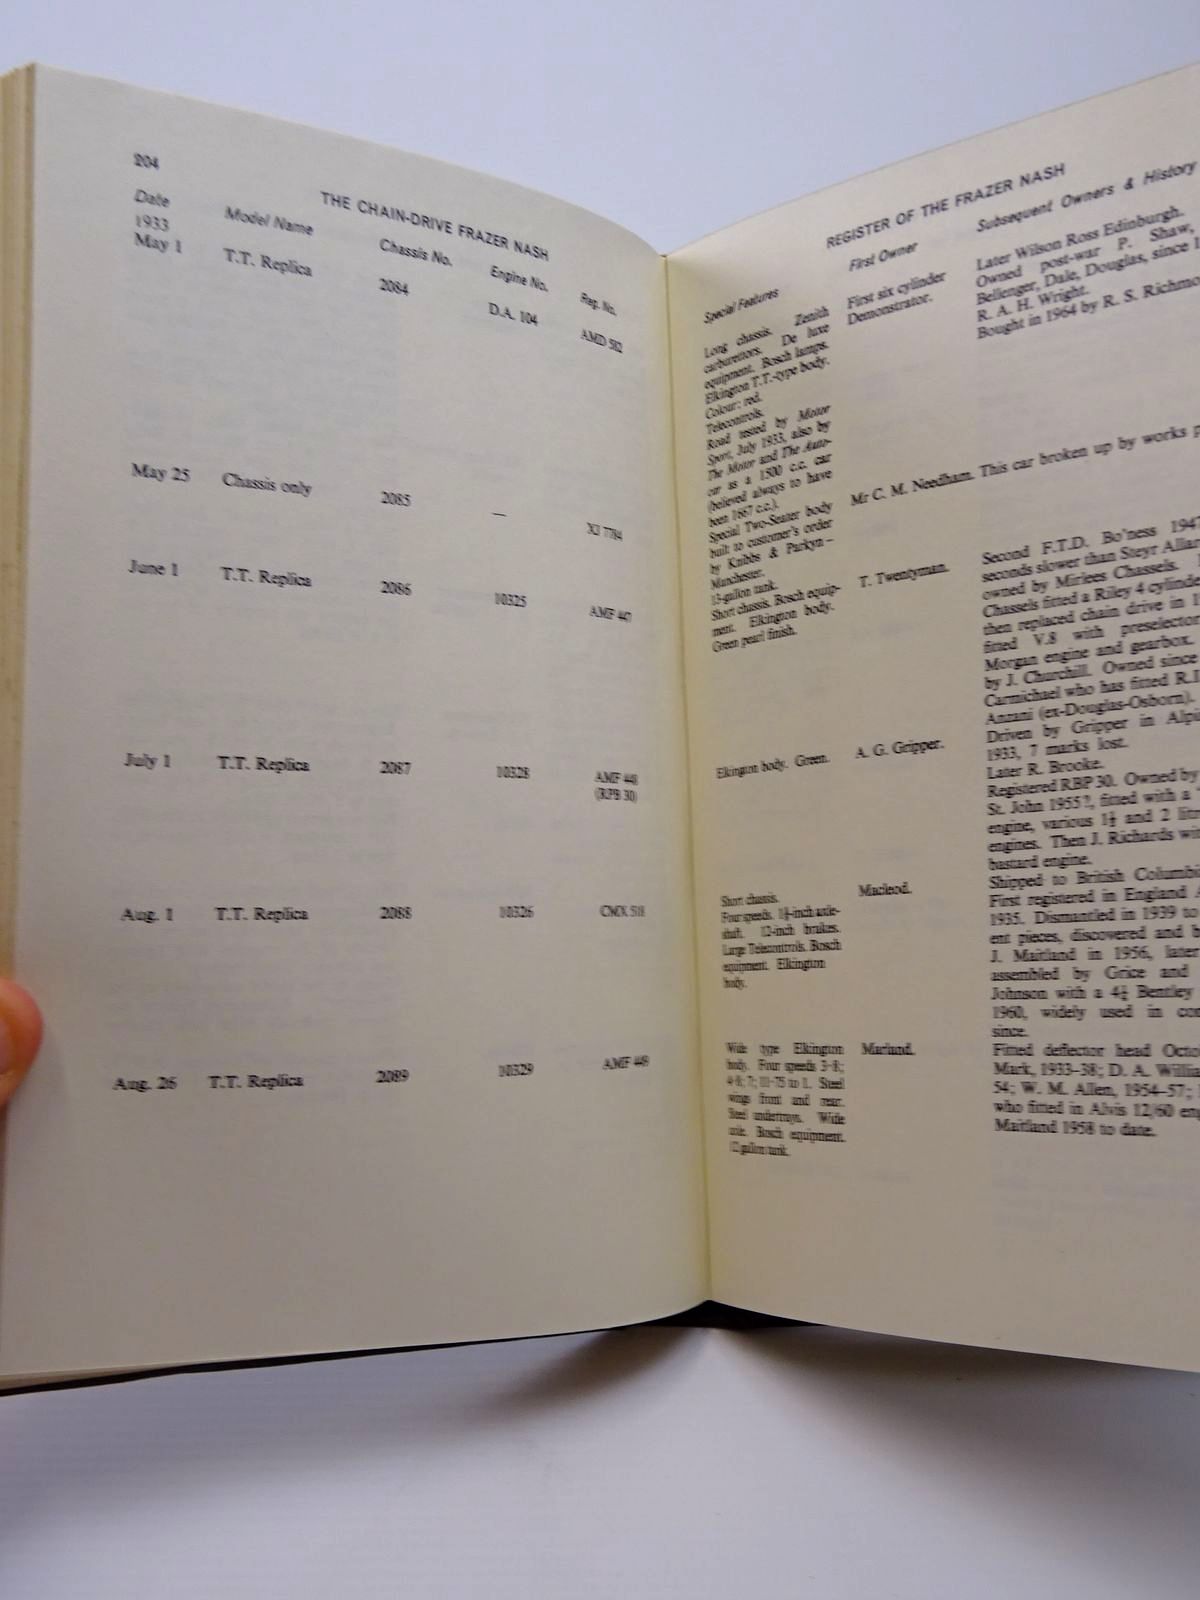 204
THE CHAIN-DRIVE FRAZER NASH
Date Model Name Chassis No. Engine No. Reg. No.
1933
May 1 T.T. Replica 2084 D.A. 104 AMD 582
May 25 Chassis only 2085 — XJ 7784
June 1 T.T. Replica 2086 10325 AMF 447
July 1 T.T. Replica 2087 10328 AMF 448
(RPB 30)
Aug. 1 T.T. Replica 2088 10326 CMX 518
Aug. 26 T.T. Replica 2089 10329 AMF 449
REGISTER OF THE FRAZER NASH
Special Features
Long chassis. Zenith
carburettors. De luxe
equipment. Bosch lamps.
Elkington T.T.-type body.
Colour: red.
Telecontrols.
Road tested by Motor
Sport, July 1933, also by
The Motor and The Auto-
car as a 1500 c.c. car
(believed always to have
been 1667 c.c.).
Special Two-Seater body
built to customer's order
by Knibbs & Parkyn –
Manchester.
13-gallon tank.
Short chassis. Bosch equip-
ment. Elkington body.
Green pearl finish.
Elkington body. Green.
Short chassis.
Four speeds. 1¼-inch axle-
shaft. 12-inch brakes.
Large Telecontrols. Bosch
equipment. Elkington
body.
Wide type Elkington
body. Four speeds 3·8;
4·8; 7; 11·75 to 1. Steel
wings front and rear.
Steel undertrays. Wide
axle. Bosch equipment.
12 gallon tank.
First Owner
First six cylinder
Demonstrator.
Mr C. M. Needham. This car broken up by works
T. Twentyman.
A. G. Gripper.
Macleod.
Marland.
Subsequent Owners & History
Later Wilson Ross Edinburgh.
Owned post-war P. Shaw,
Bellenger, Dale, Douglas, since
R. A. H. Wright.
Bought in 1964 by R. S.
Second F.T.D. Bo'ness 1947
seconds slower than Steyr
owned by Mirlees Chassels.
Chassels fitted a Riley 4 cylinder
then replaced chain drive in
fitted V.8 with preselector
Morgan engine and gearbox.
by J. Churchill. Owned since
Carmichael who has fitted
Anzani (ex-Douglas-Osborn).
Driven by Gripper in
1933, 7 marks lost.
Later R. Brooke.
Registered RBP 30. Owned by
St. John 1955?, fitted with a
engine, various 1½ and 2
engines. Then J. Richards
bastard engine.
Shipped to British
First registered in England
1935. Dismantled in 1939 to
ent pieces, discovered and
J. Maitland in 1956, later
assembled by Grice and
Johnson with a 4½ Bentley
1960, widely used in
since.
Fitted deflector head
Mark, 1933–38; D. A.
54; W. M. Allen, 1954–57;
who fitted in Alvis 12/60
Maitland 1958 to date.